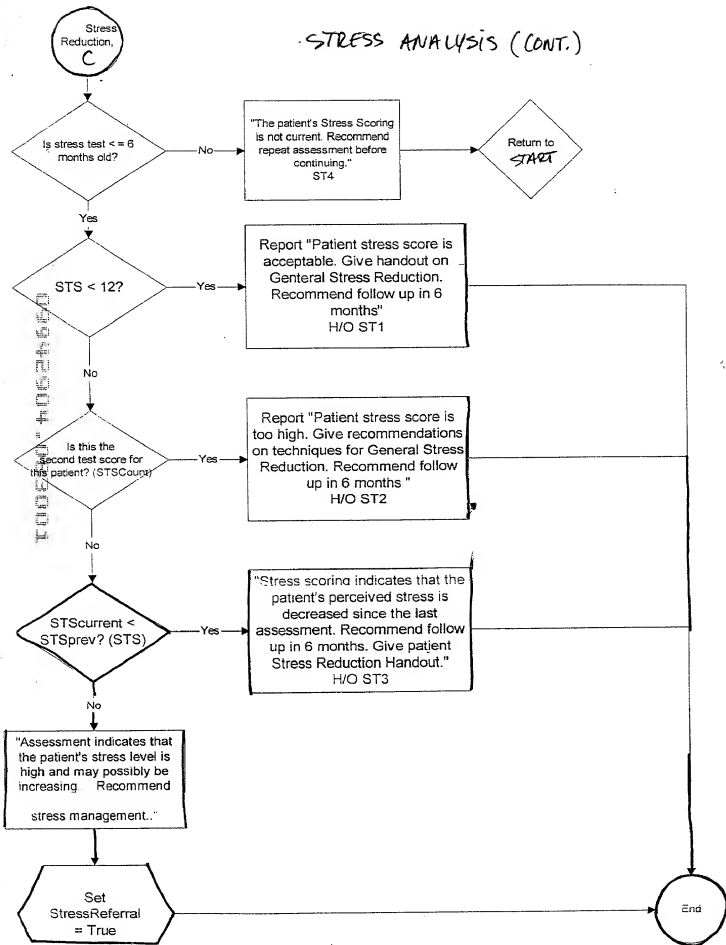 STRESS ANALYSIS (CONT.)
Stress
Reduction,
C
Is stress test < = 6
months old?
No
"The patient's Stress Scoring
is not current. Recommend
repeat assessment before
continuing."
ST4
Return to
START
Yes
STS < 12?
Yes
Report "Patient stress score is
acceptable. Give handout on
Genteral Stress Reduction.
Recommend follow up in 6
months"
H/O ST1
No
Is this the
Second test score for
this patient? (STSCount)
Yes
Report "Patient stress score is
too high. Give recommendations
on techniques for General Stress
Reduction. Recommend follow
up in 6 months "
H/O ST2
No
STScurrent <
STSprev? (STS)
Yes
"Stress scoring indicates that the
patient's perceived stress is
decreased since the last
assessment. Recommend follow
up in 6 months. Give patient
Stress Reduction Handout."
H/O ST3
No
"Assessment indicates that
the patient's stress level is
high and may possibly be
increasing. Recommend
stress management.."
Set
StressReferral
= True
End